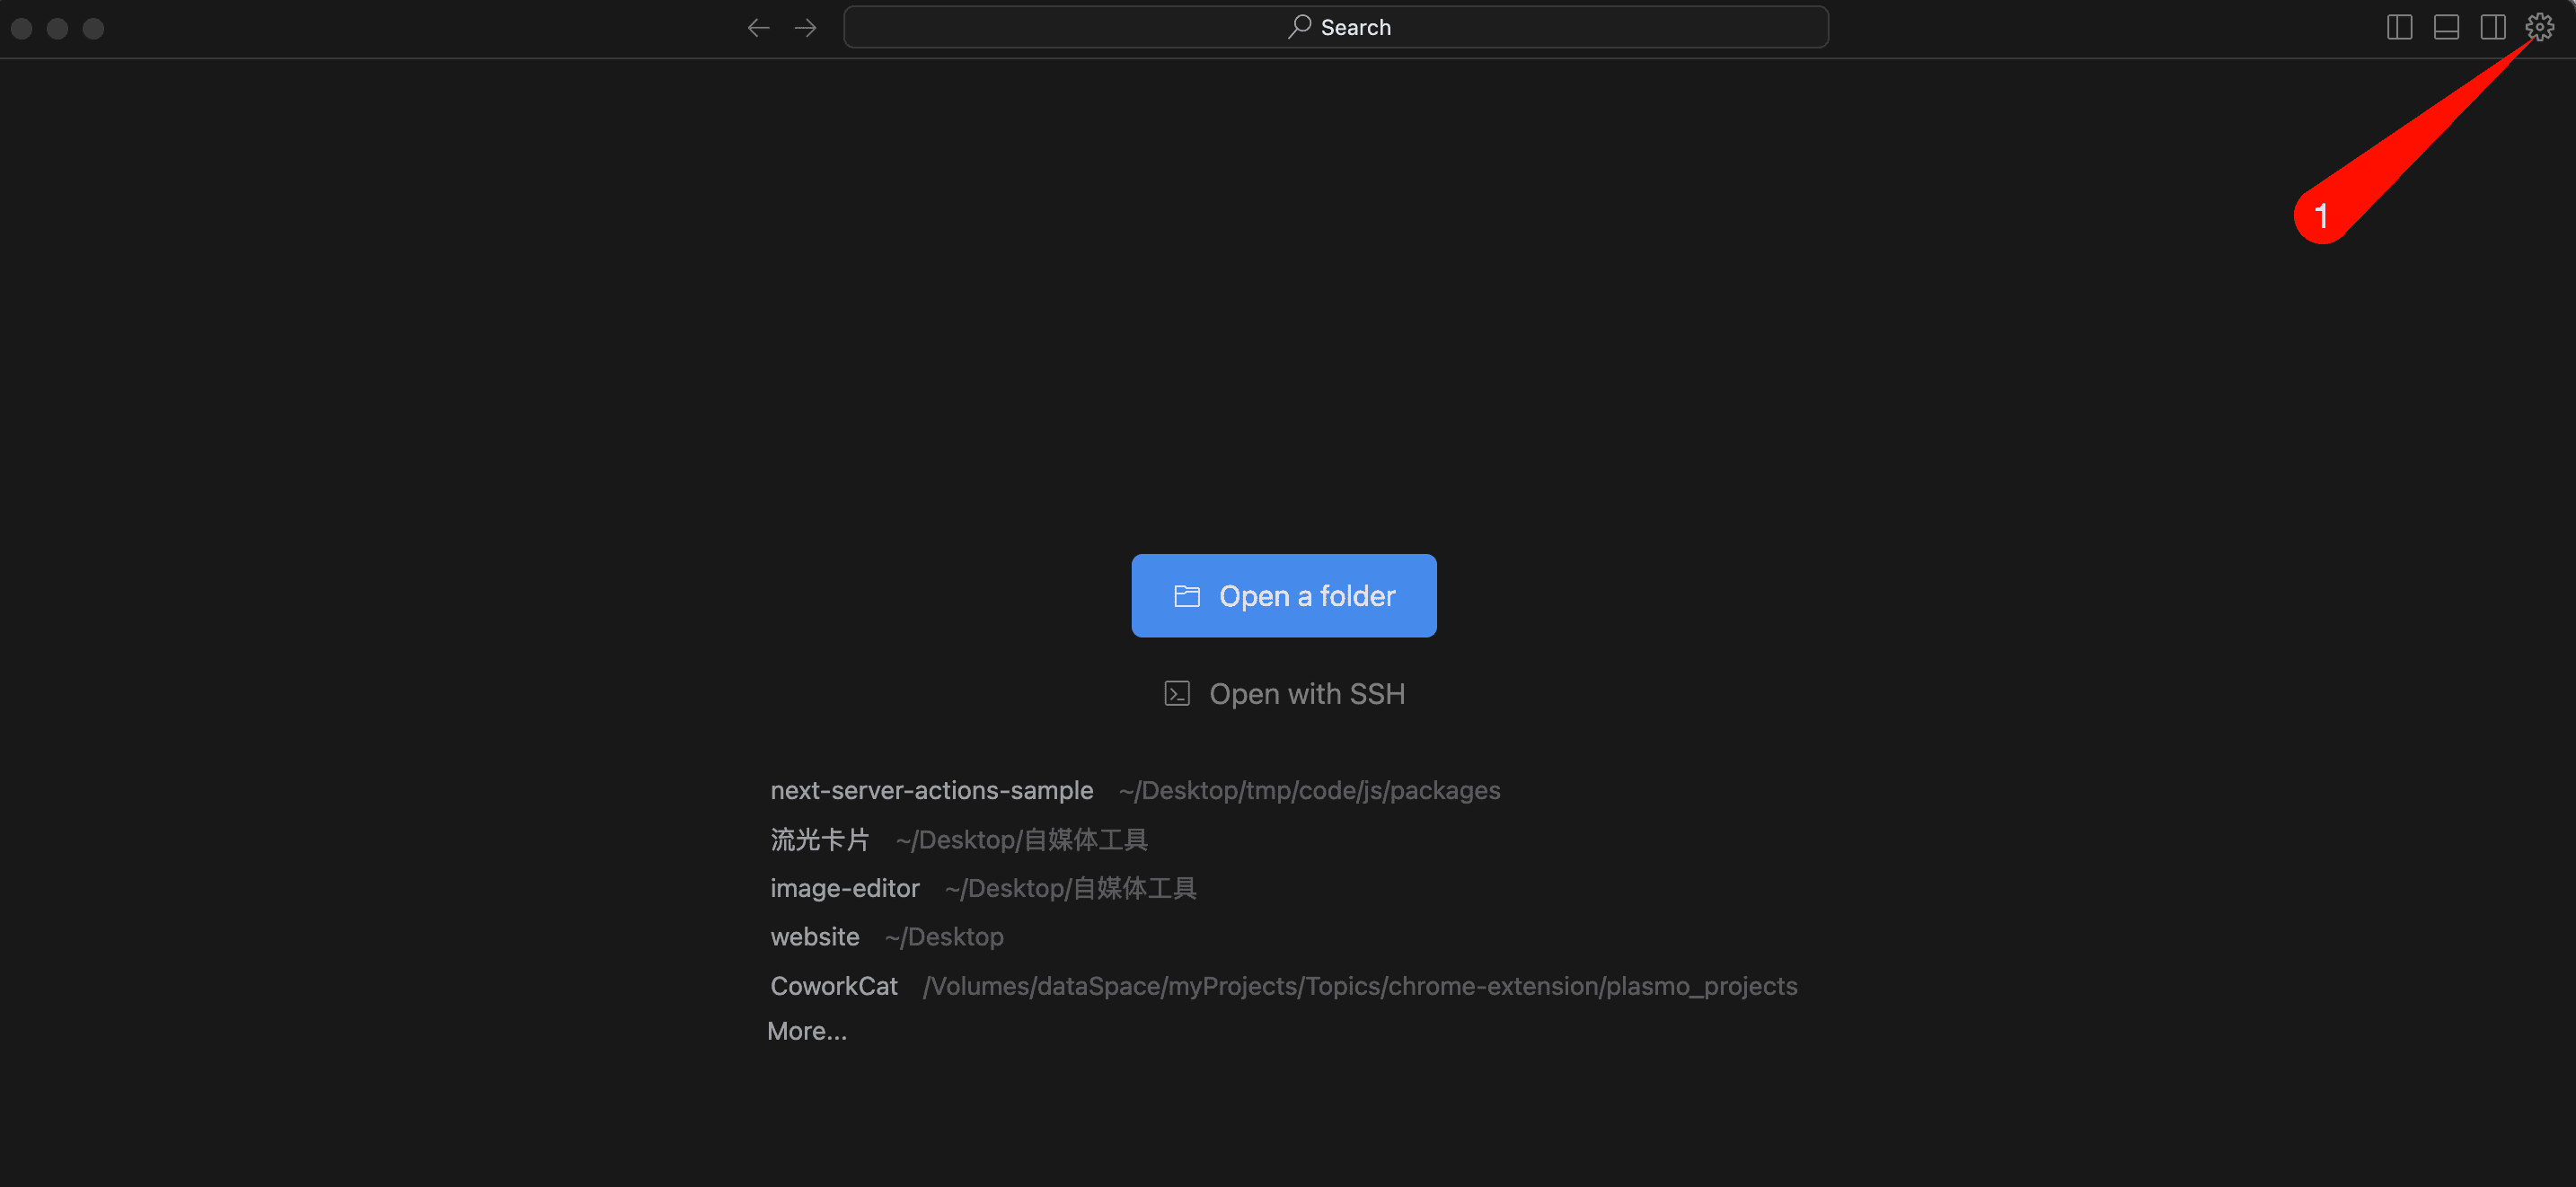 Search
1
Open a folder
Open with SSH
next-server-actions-sample ~/Desktop/tmp/code/js/packages
流光卡片 ~/Desktop/自媒体工具
image-editor ~/Desktop/自媒体工具
website ~/Desktop
CoworkCat /Volumes/dataSpace/myProjects/Topics/chrome-extension/plasmo_projects
More...